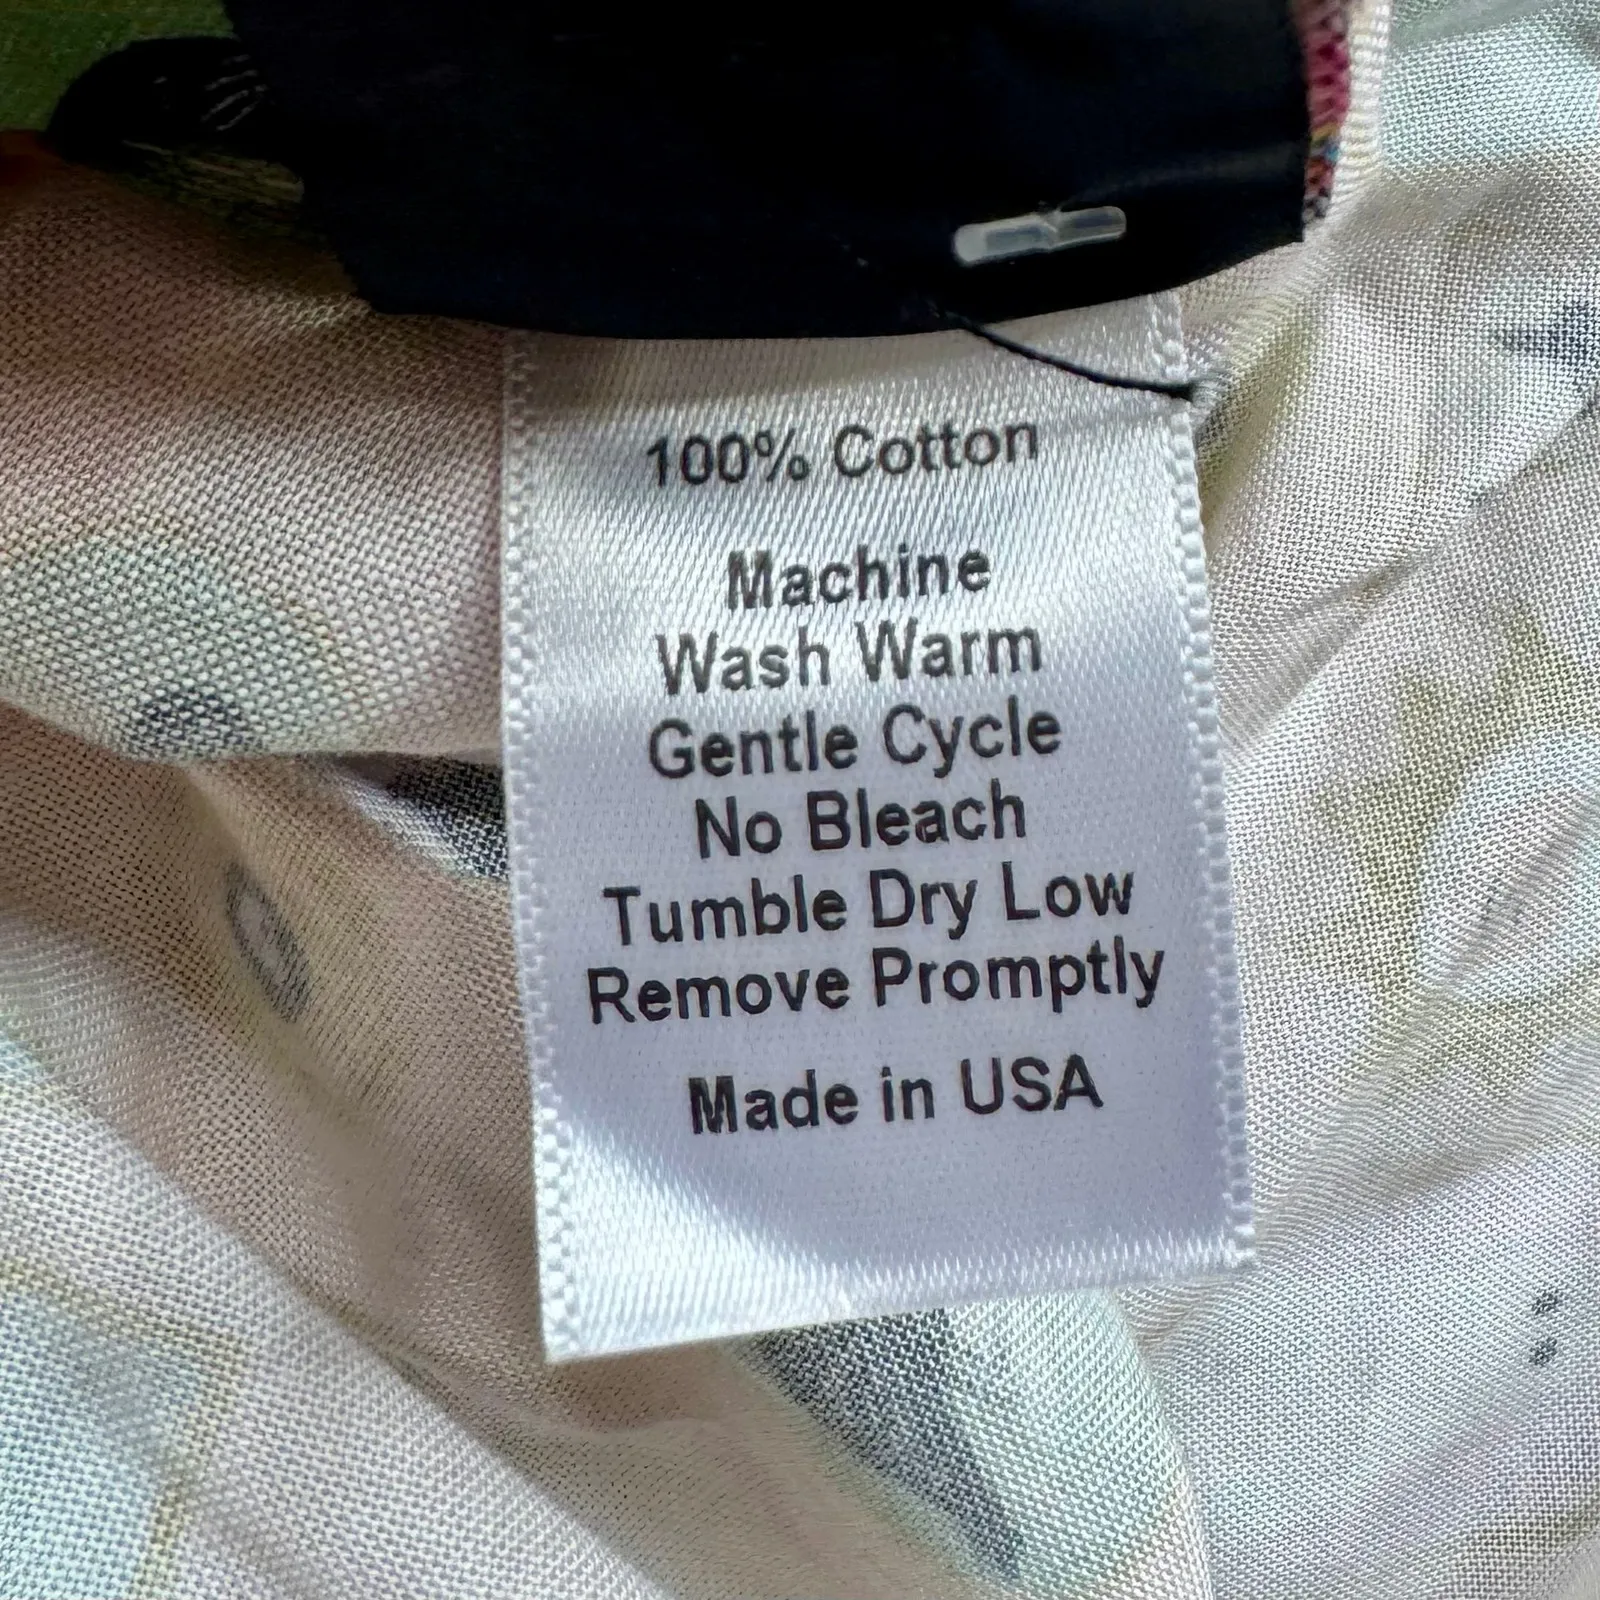 100% Cotton
Machine
Wash Warm
Gentle Cycle
No Bleach
Tumble Dry Low
Remove Promptly
Made in USA